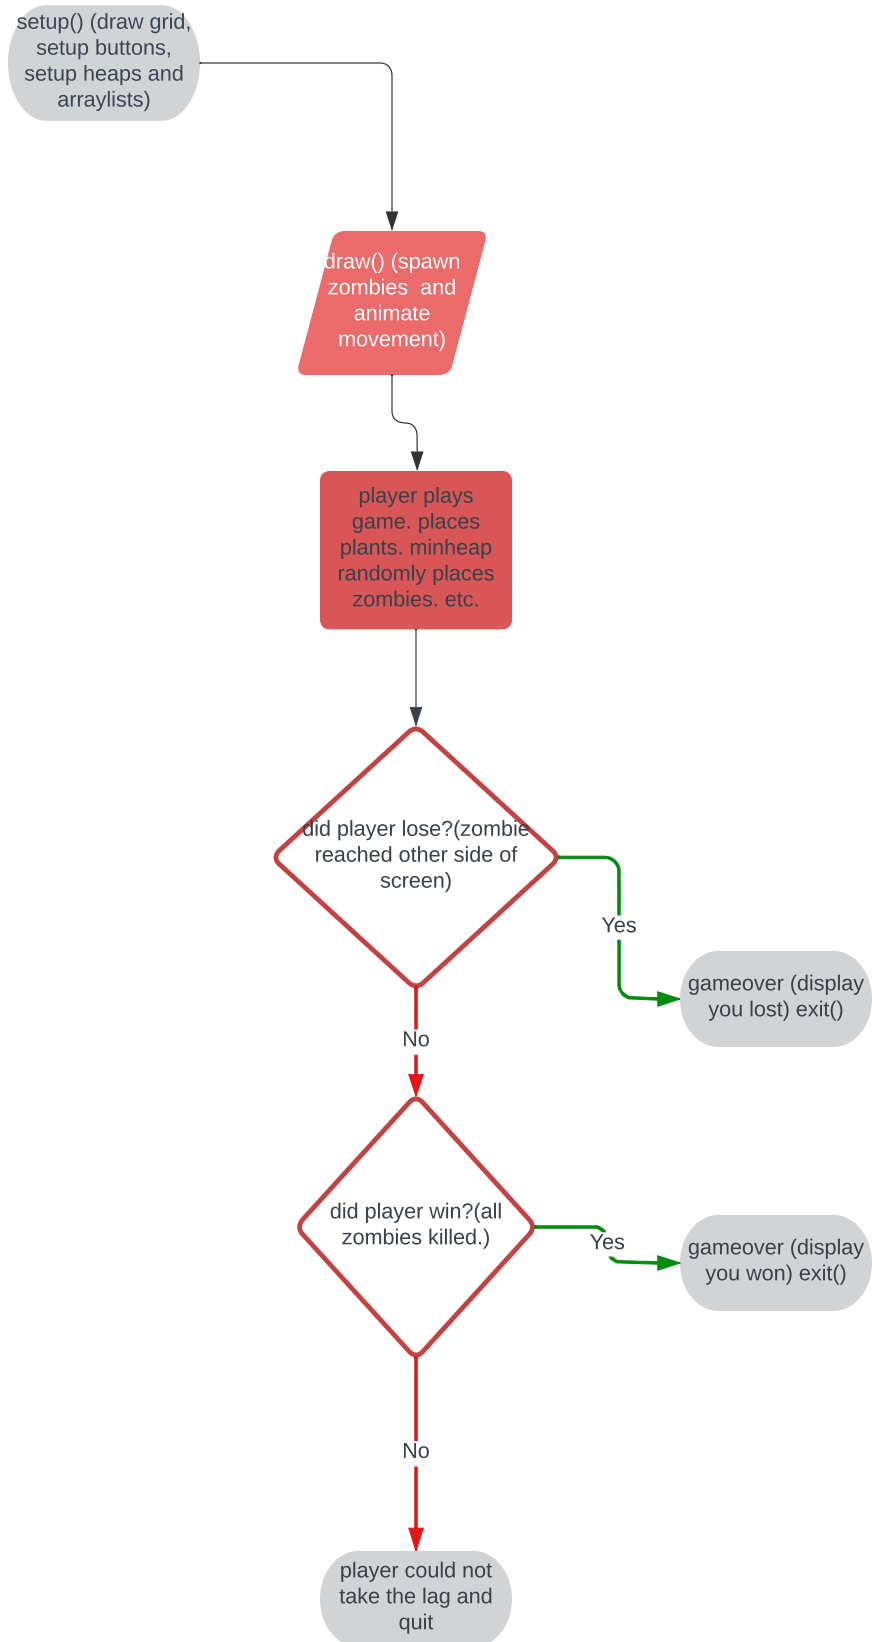 setup() (draw grid,
setup buttons,
setup heaps and
arraylists)
draw() (spawn
zombies  and
animate
movement)
player plays
game. places
plants. minheap
randomly places
zombies. etc.
did player lose?(zombie
reached other side of
screen)
Yes
gameover (display
you lost) exit()
No
did player win?(all
zombies killed.)
Yes
gameover (display
you won) exit()
No
player could not
take the lag and
quit